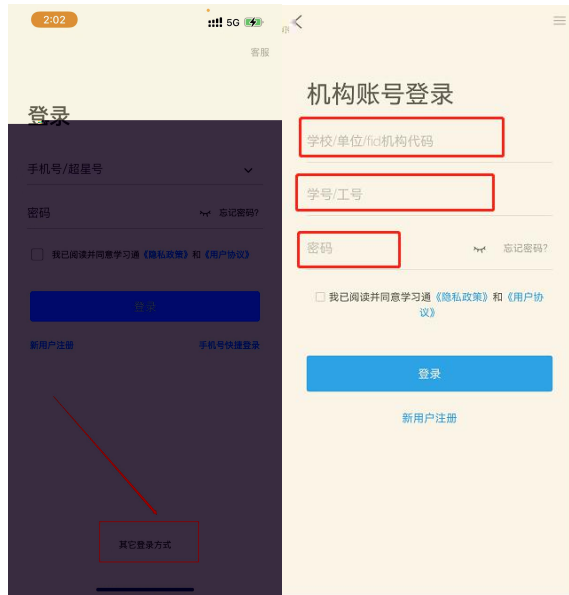 2:02
5G
客服
登录
手机号/超星号
密码
忘记密码?
我已阅读并同意学习通《隐私政策》和《用户协议》
登录
新用户注册
手机号快捷登录
其它登录方式
机构账号登录
学校/单位/fid机构代码
学号/工号
密码
忘记密码?
我已阅读并同意学习通《隐私政策》和《用户协
议》
登录
新用户注册